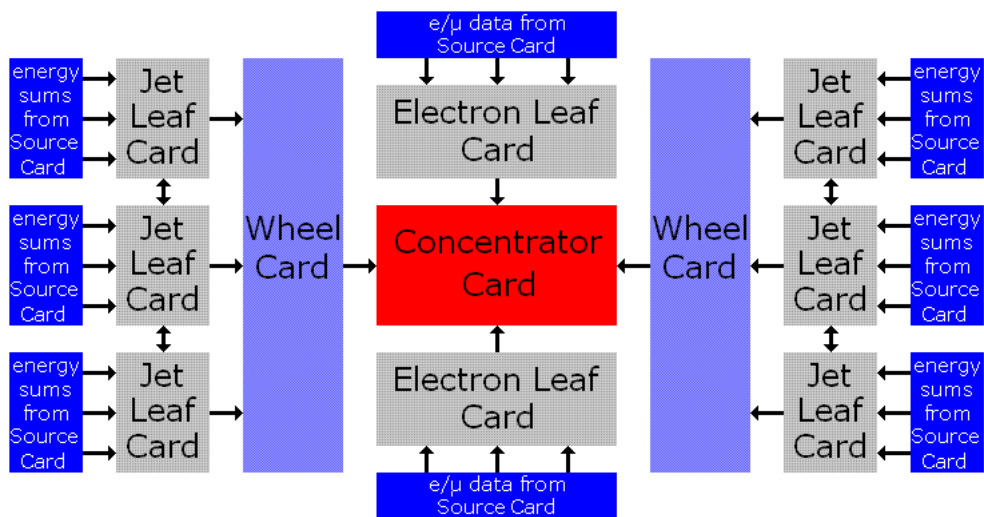 e/μ data from
Source Card
energy
sums
from
Source
Card
Jet
Leaf
Card
Electron Leaf
Card
Jet
Leaf
Card
energy
sums
from
Source
Card
energy
sums
from
Source
Card
Jet
Leaf
Card
Wheel
Card
Concentrator
Card
Wheel
Card
Jet
Leaf
Card
energy
sums
from
Source
Card
energy
sums
from
Source
Card
Jet
Leaf
Card
Electron Leaf
Card
Jet
Leaf
Card
energy
sums
from
Source
Card
e/μ data from
Source Card